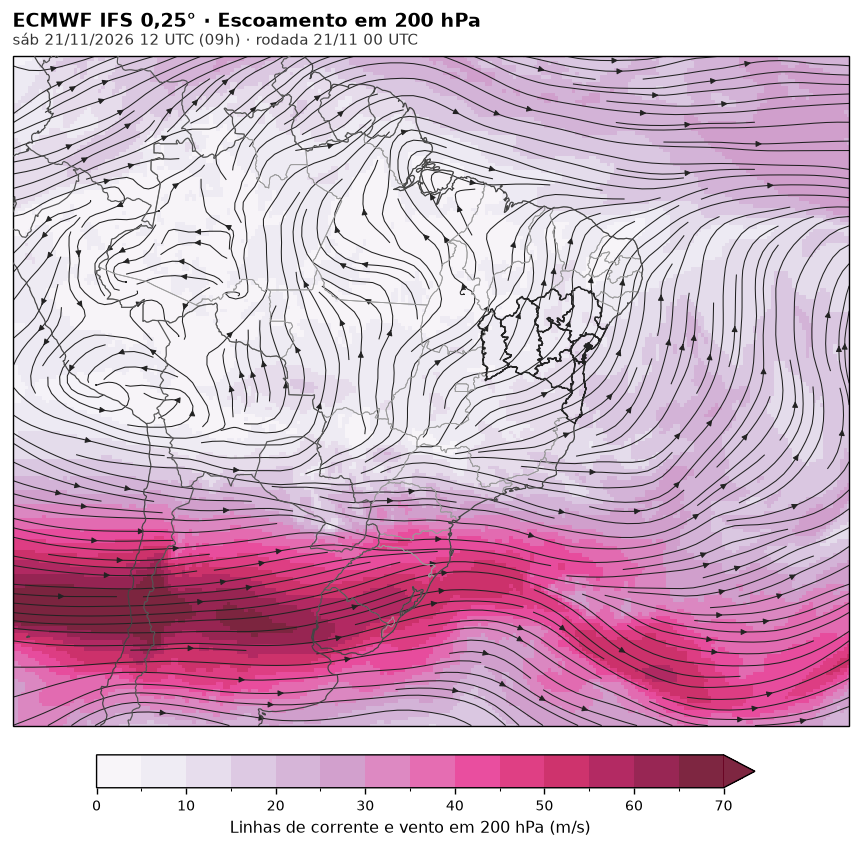 ECMWF IFS 0,25° · Escoamento em 200 hPa
sáb 21/11/2026 12 UTC (09h) · rodada 21/11 00 UTC
0 10 20 30 40 50 60 70
Linhas de corrente e vento em 200 hPa (m/s)